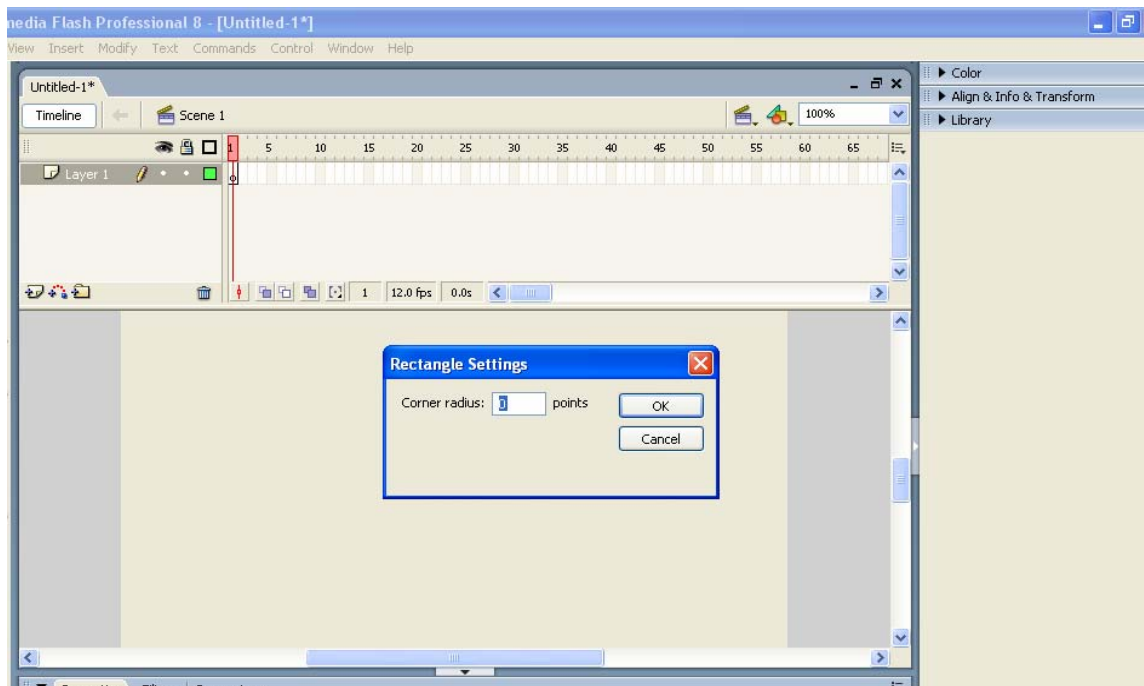 media Flash Professional 8 - [Untitled-1*]
View Insert Modify Text Commands Control Window Help
Untitled-1*
Timeline Scene 1 100%
1 5 10 15 20 25 30 35 40 45 50 55 60 65
Layer 1
1 12.0 fps 0.0s
Rectangle Settings
Corner radius: 0 points
OK
Cancel
Color
Align & Info & Transform
Library